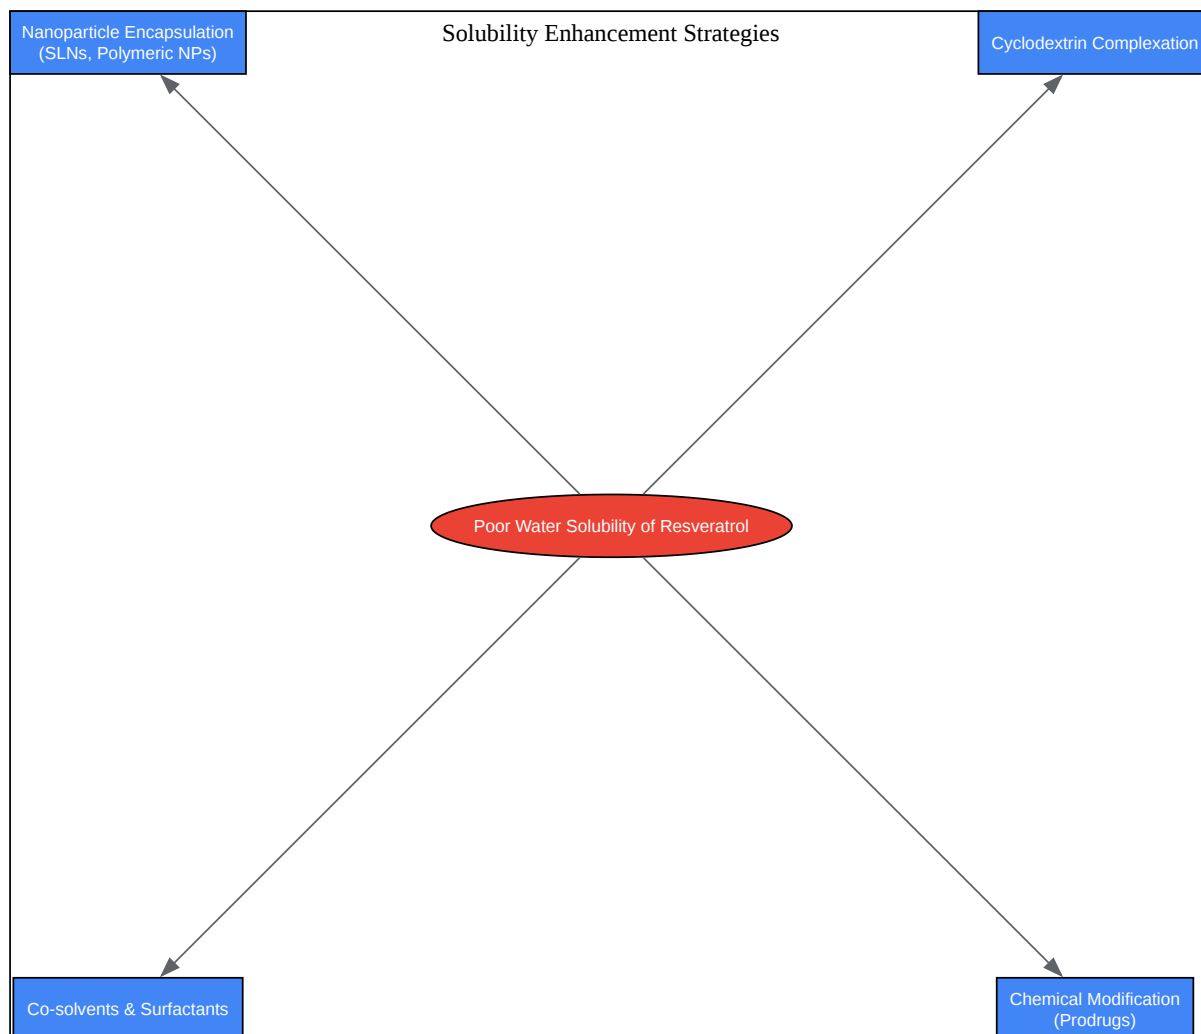 Nanoparticle Encapsulation
(SLNs, Polymeric NPs)
Solubility Enhancement Strategies
Cyclodextrin Complexation
Poor Water Solubility of Resveratrol
Co-solvents & Surfactants
Chemical Modification
(Prodrugs)